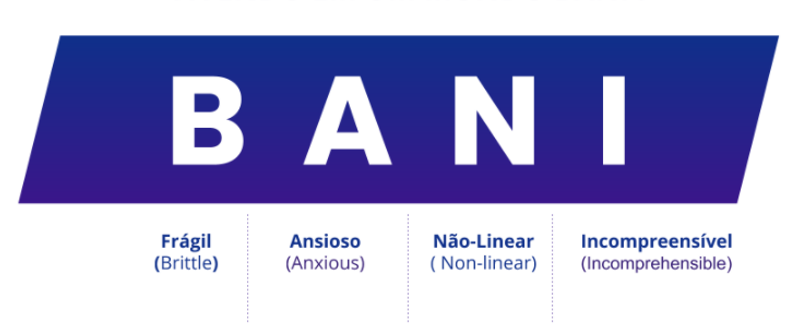 B A N I
Frágil
(Brittle)
Ansioso
(Anxious)
Não-Linear
( Non-linear)
Incompreensível
(Incomprehensible)